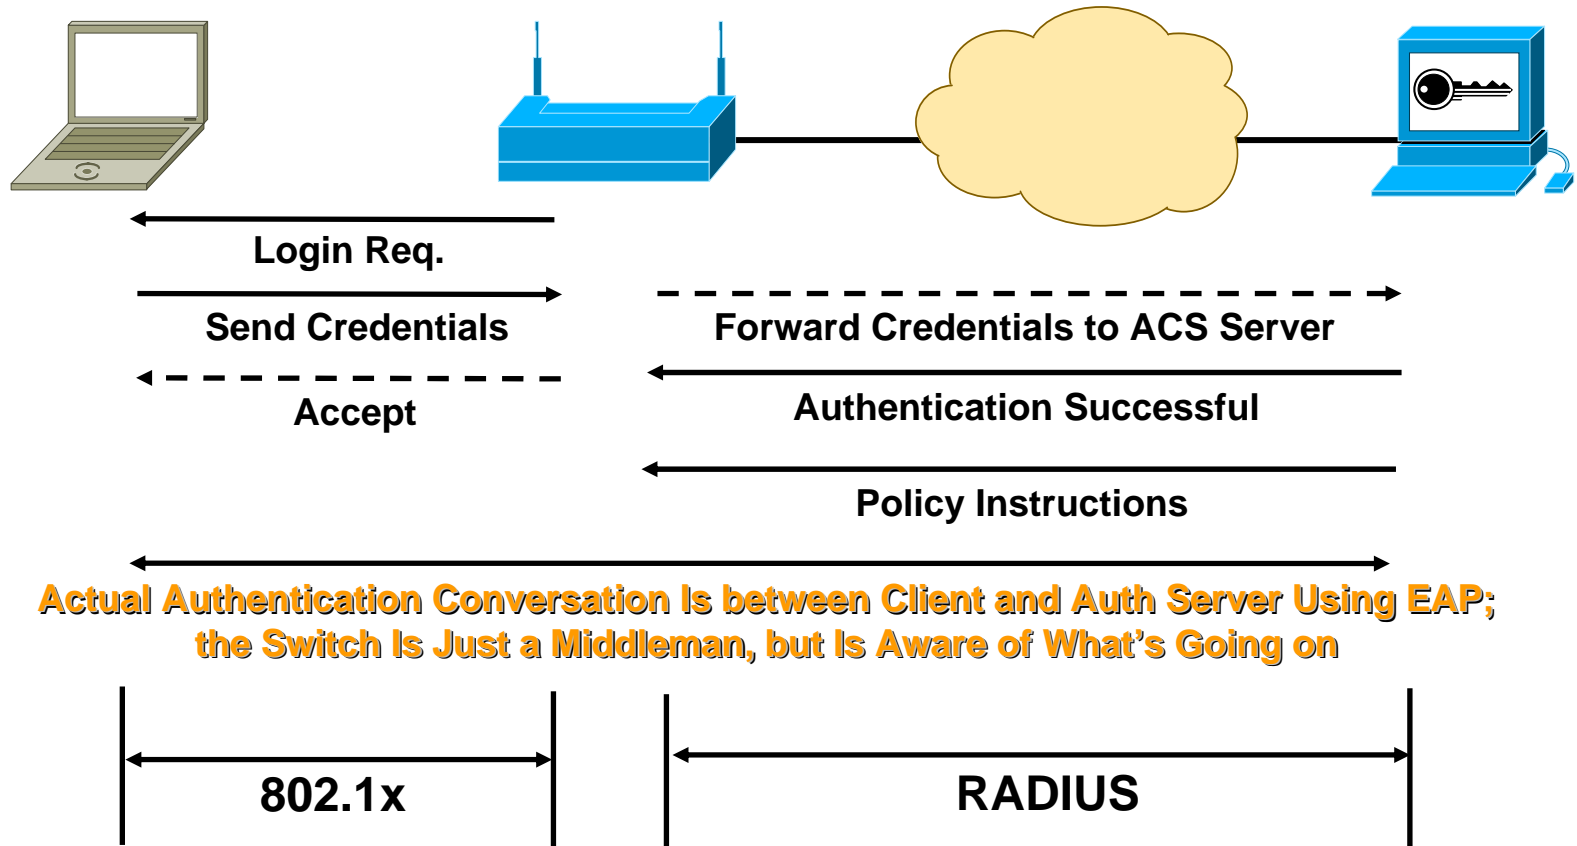 Login Req.
Send Credentials
Forward Credentials to ACS Server
Accept
Authentication Successful
Policy Instructions
Actual Authentication Conversation Is between Client and Auth Server Using EAP;
the Switch Is Just a Middleman, but Is Aware of What’s Going on
802.1x
RADIUS